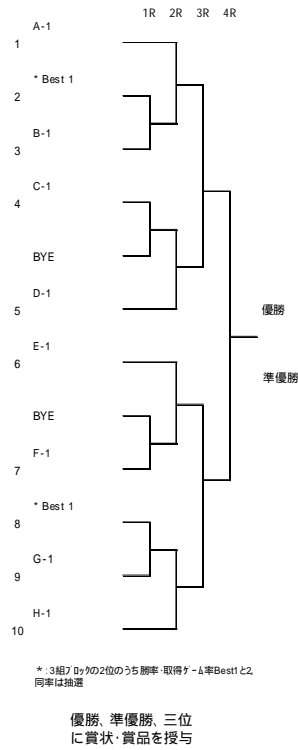 1R 2R 3R 4R
A-1
1
* Best 1
2
B-1
3
C-1
4
BYE
D-1
5
優勝
E-1
6
準優勝
BYE
F-1
7
* Best 1
8
G-1
9
H-1
10
*：3組ブロックの2位のうち勝率・取得ゲーム率Best1と2,
同率は抽選
優勝、準優勝、三位
に賞状・賞品を授与